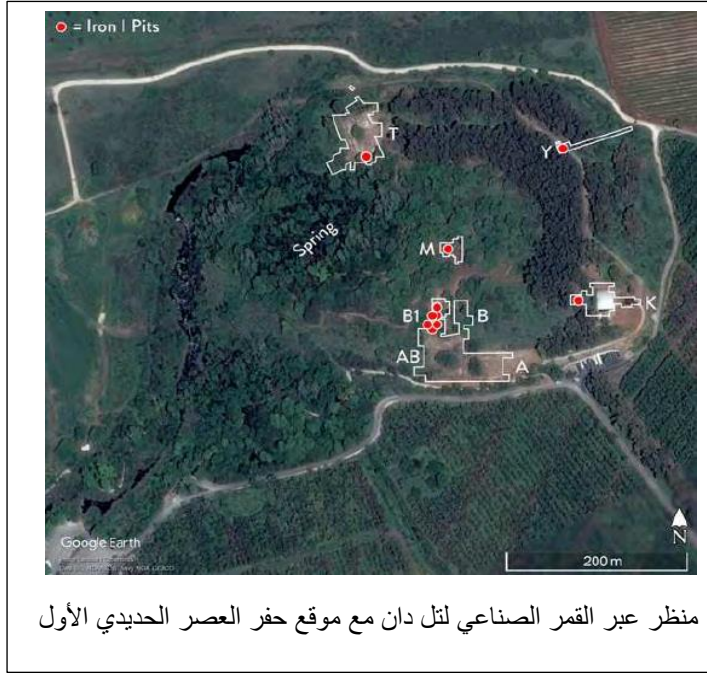 = Iron I Pits
T
Y
Spring
M
K
B1
B
AB
A
Google Earth
N
200 m
منظر عبر القمر الصناعي لتل دان مع موقع حفر العصر الحديدي الأول